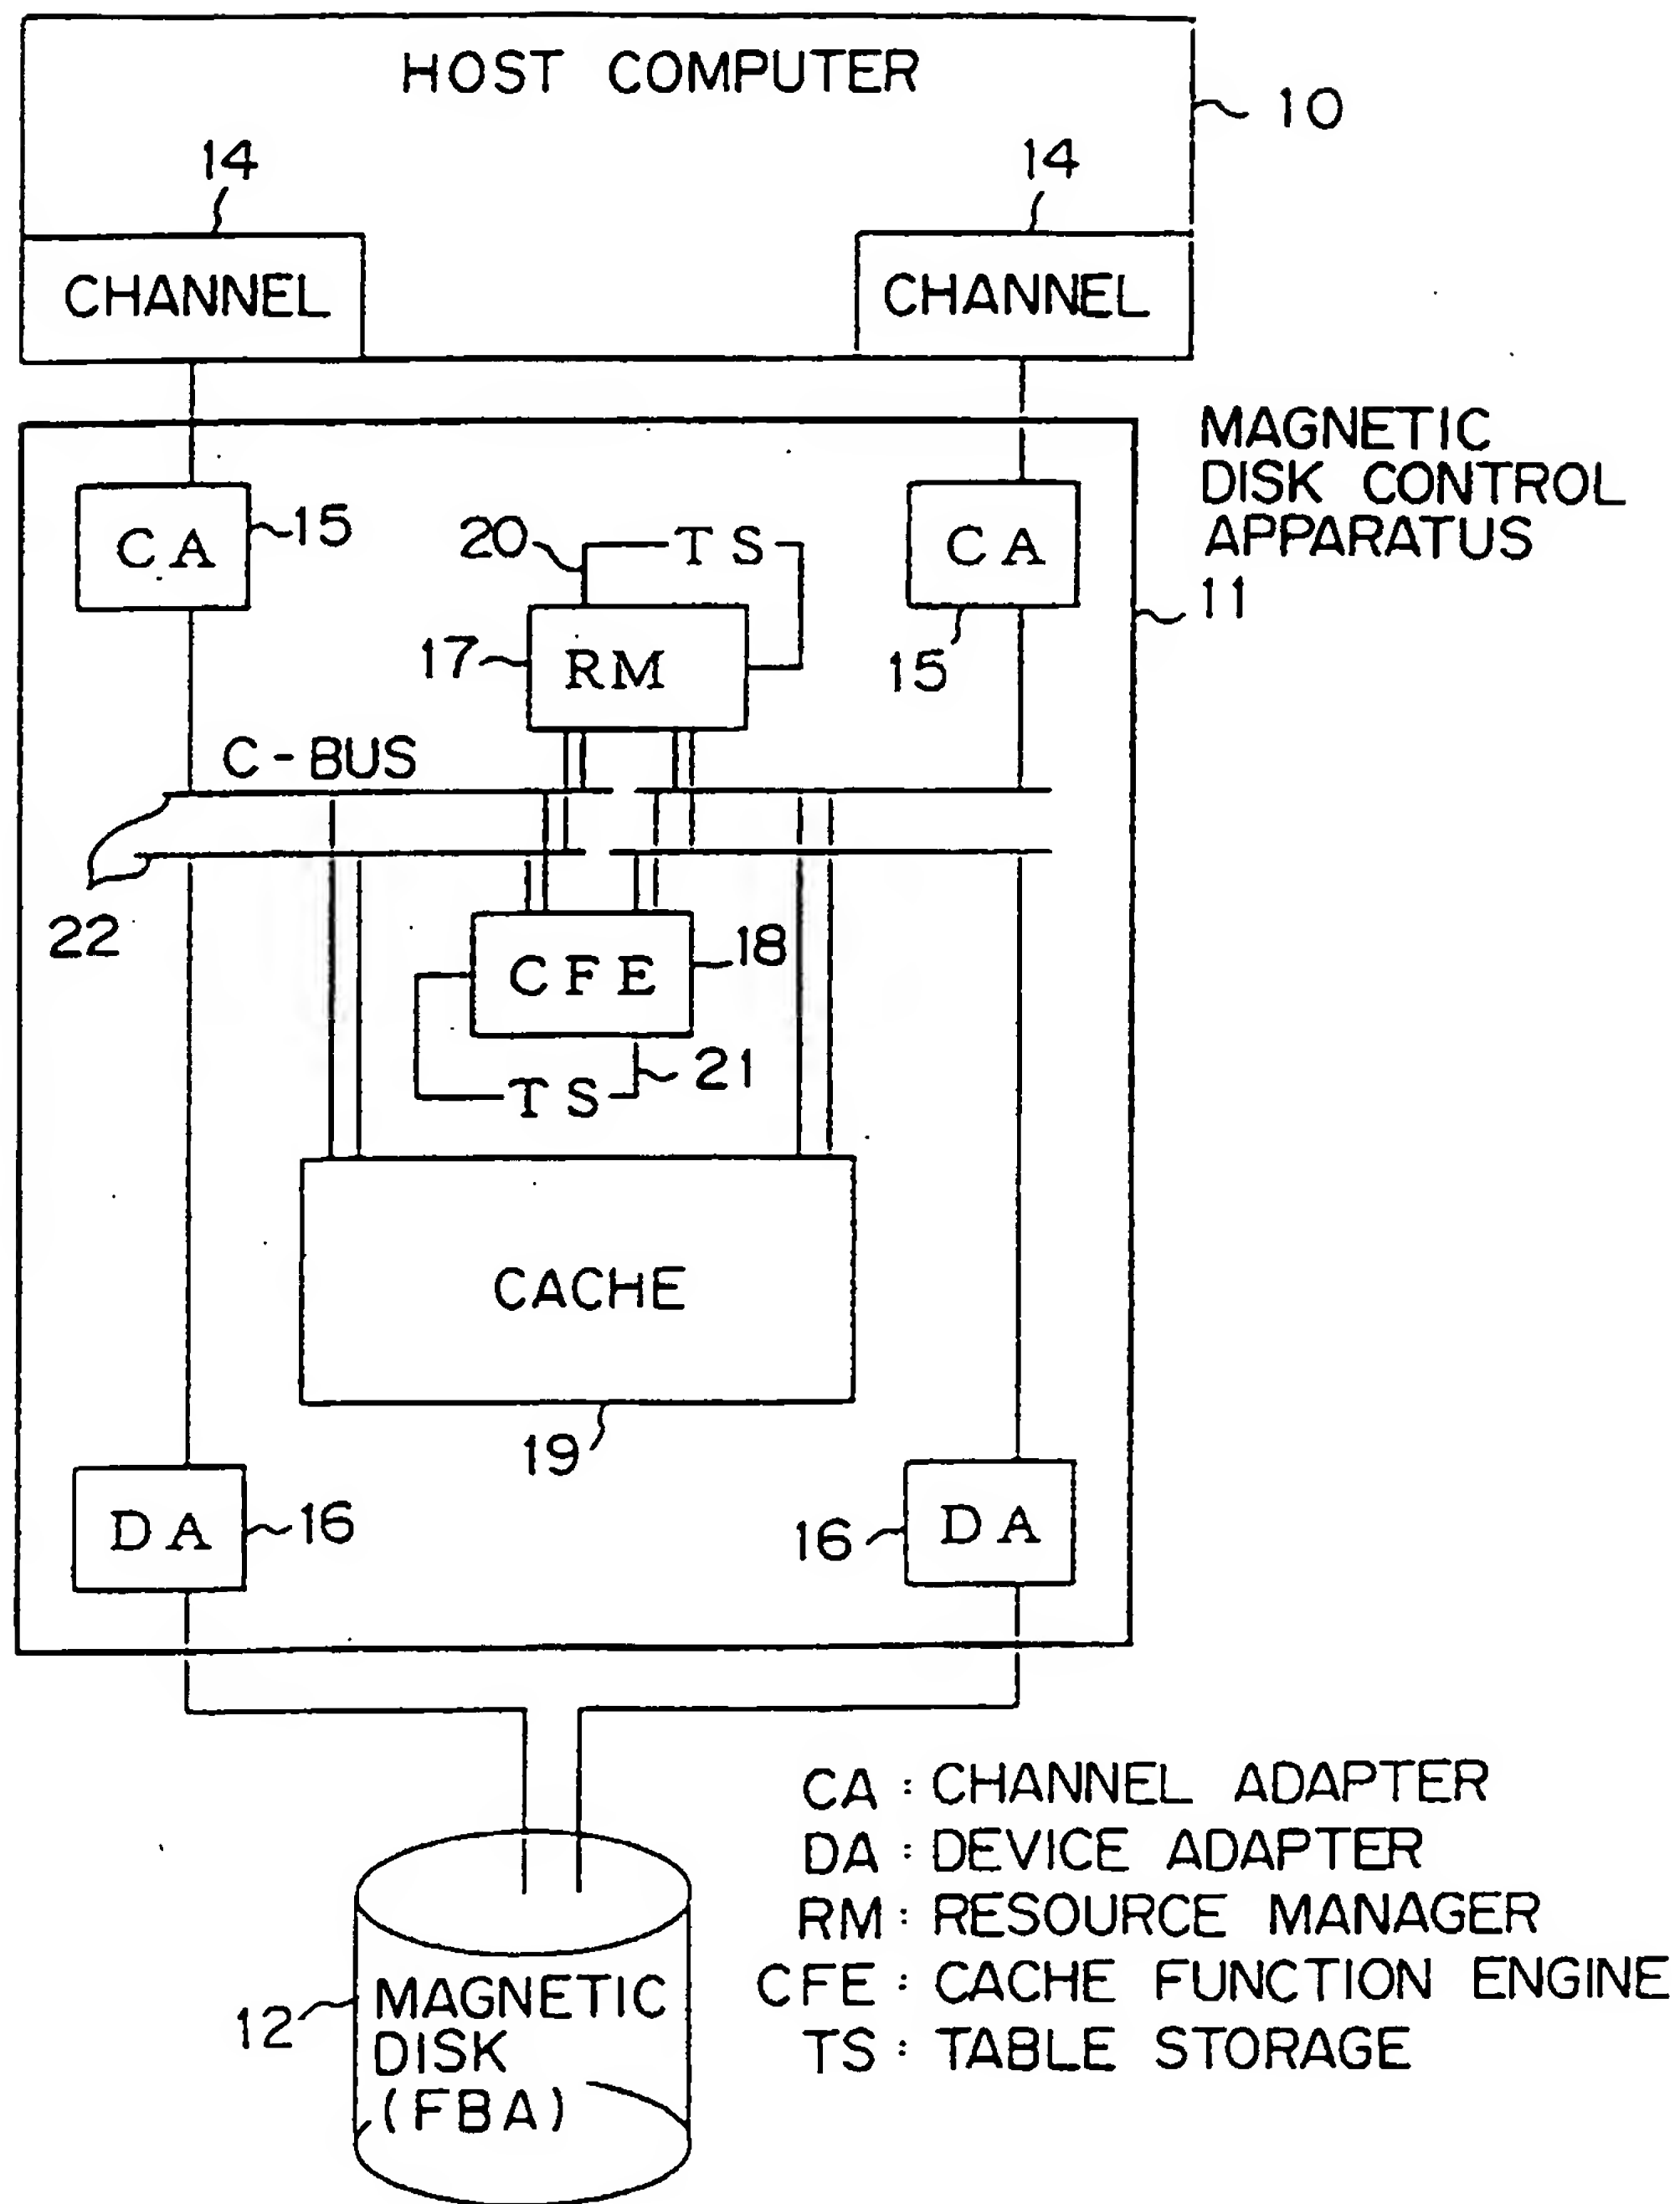 HOST COMPUTER
10
14
14
CHANNEL
CHANNEL
MAGNETIC
DISK CONTROL
APPARATUS
11
CA
15
20
TS
CA
15
17
RM
C-BUS
22
CFE
18
21
TS
CACHE
19
DA
16
16
DA
12
MAGNETIC
DISK
(FBA)
CA : CHANNEL ADAPTER
DA : DEVICE ADAPTER
RM : RESOURCE MANAGER
CFE : CACHE FUNCTION ENGINE
TS : TABLE STORAGE